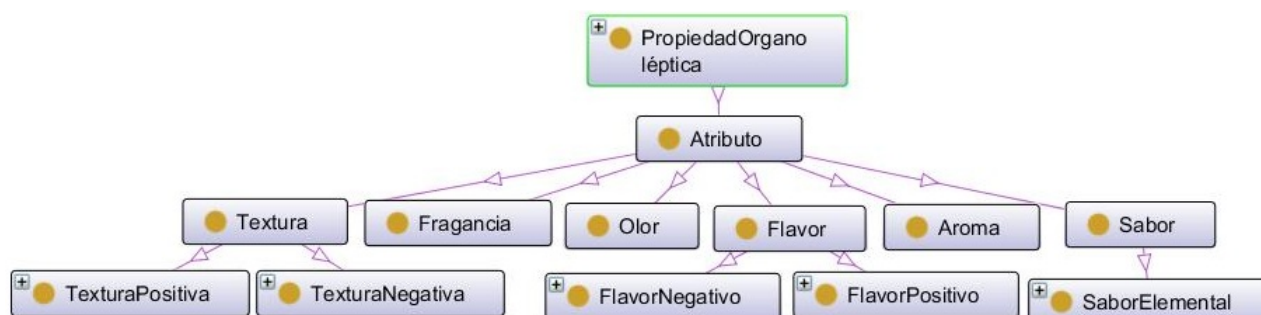 PropiedadOrgano
léptica
Atributo
Textura
Fragancia
Olor
Flavor
Aroma
Sabor
TexturaPositiva
TexturaNegativa
FlavorNegativo
FlavorPositivo
SaborElemental